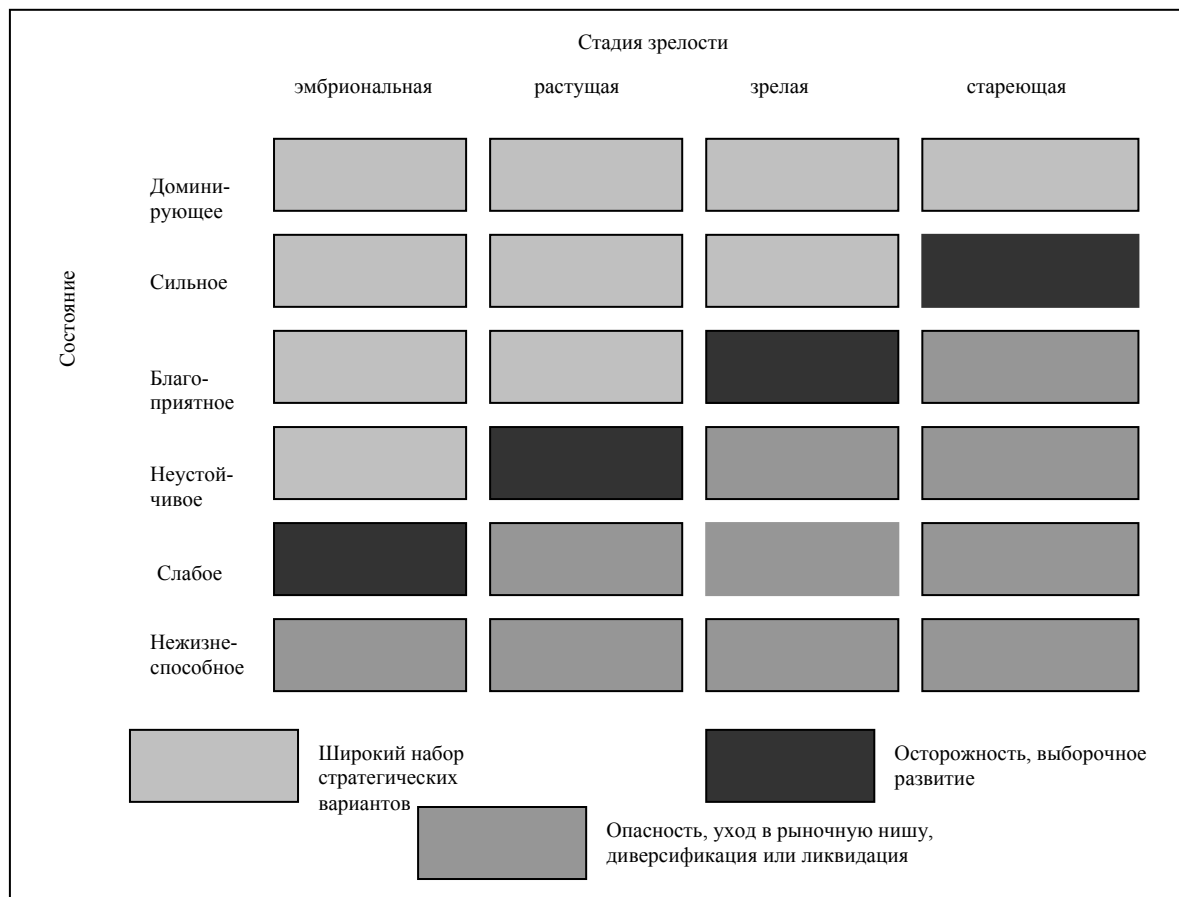 Стадия зрелости
эмбриональная растущая зрелая стареющая
Состояние
Домини-
рующее
Сильное
Благо-
приятное
Неустой-
чивое
Слабое
Нежизне-
способное
Широкий набор
стратегических
вариантов
Осторожность, выборочное
развитие
Опасность, уход в рыночную нишу,
диверсификация или ликвидация